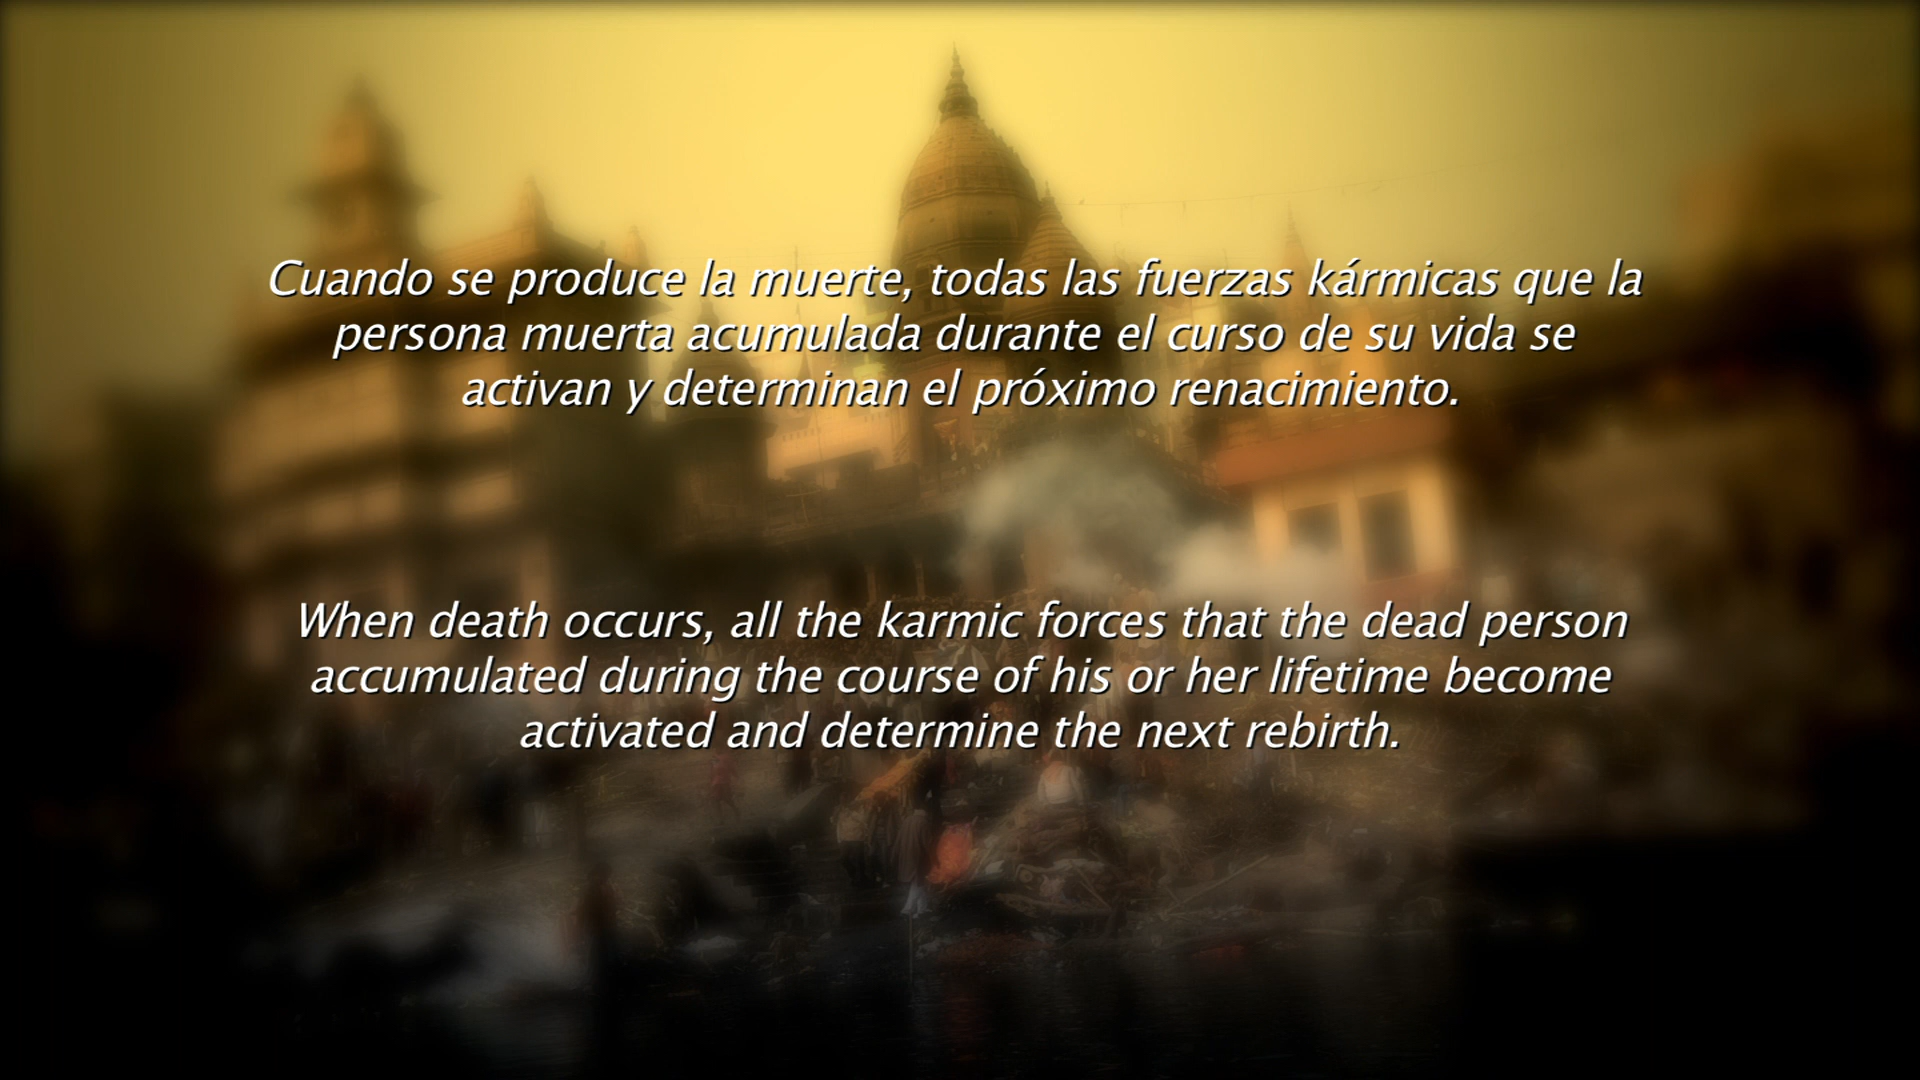 Cuando se produce la muerte, todas las fuerzas kármicas que la
persona muerta acumulada durante el curso de su vida se
activan y determinan el próximo renacimiento.
When death occurs, all the karmic forces that the dead person
accumulated during the course of his or her lifetime become
activated and determine the next rebirth.